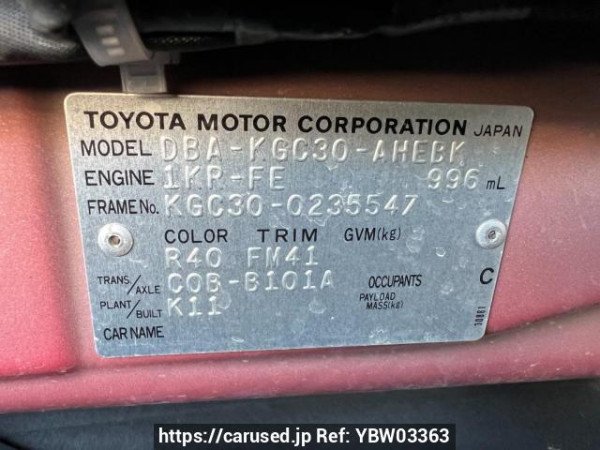 TOYOTA MOTOR CORPORATION JAPAN
MODEL DBA-KGC30-AHEBK
ENGINE 1KR-FE 996 mL
FRAME No. KGC30-0235547
COLOR TRIM GVM(kg)
R40 FM41
TRANS./AXLE C0B-B101A OCCUPANTS C
PLANT/BUILT K11 PAYLOAD MASS(kg)
CAR NAME
30B61
https://carused.jp Ref: YBW03363